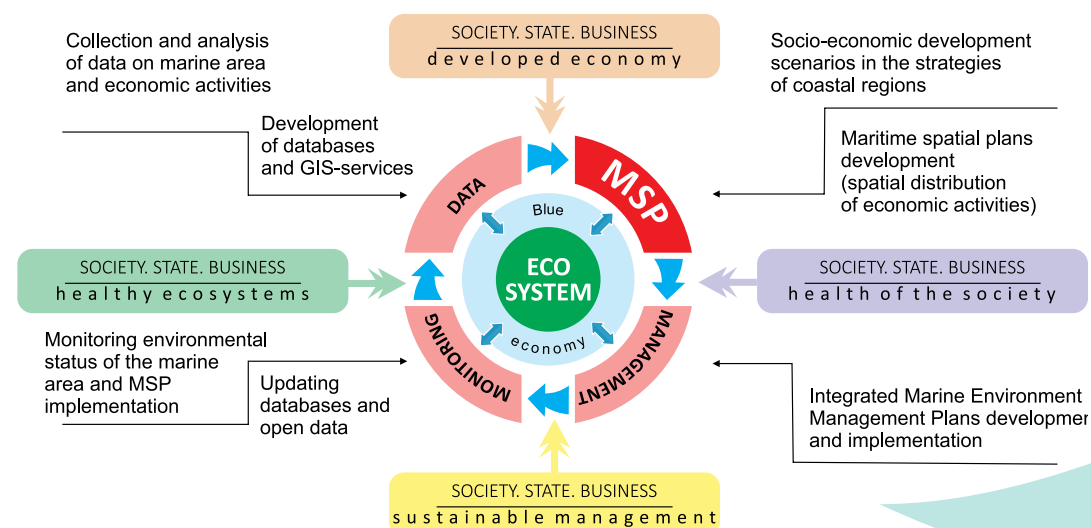 Collection and analysis
of data on marine area
and economic activities
Development
of databases
and GIS-services
SOCIETY. STATE. BUSINESS
developed economy
Socio-economic development
scenarios in the strategies
of coastal regions
Maritime spatial plans
development
(spatial distribution
of economic activities)
DATA
MSP
Blue
ECO
SYSTEM
economy
MONITORING
MANAGEMENT
SOCIETY. STATE. BUSINESS
healthy ecosystems
SOCIETY. STATE. BUSINESS
health of the society
Monitoring environmental
status of the marine
area and MSP
implementation
Updating
databases and
open data
Integrated Marine Environment
Management Plans developmen
and implementation
SOCIETY. STATE. BUSINESS
sustainable management